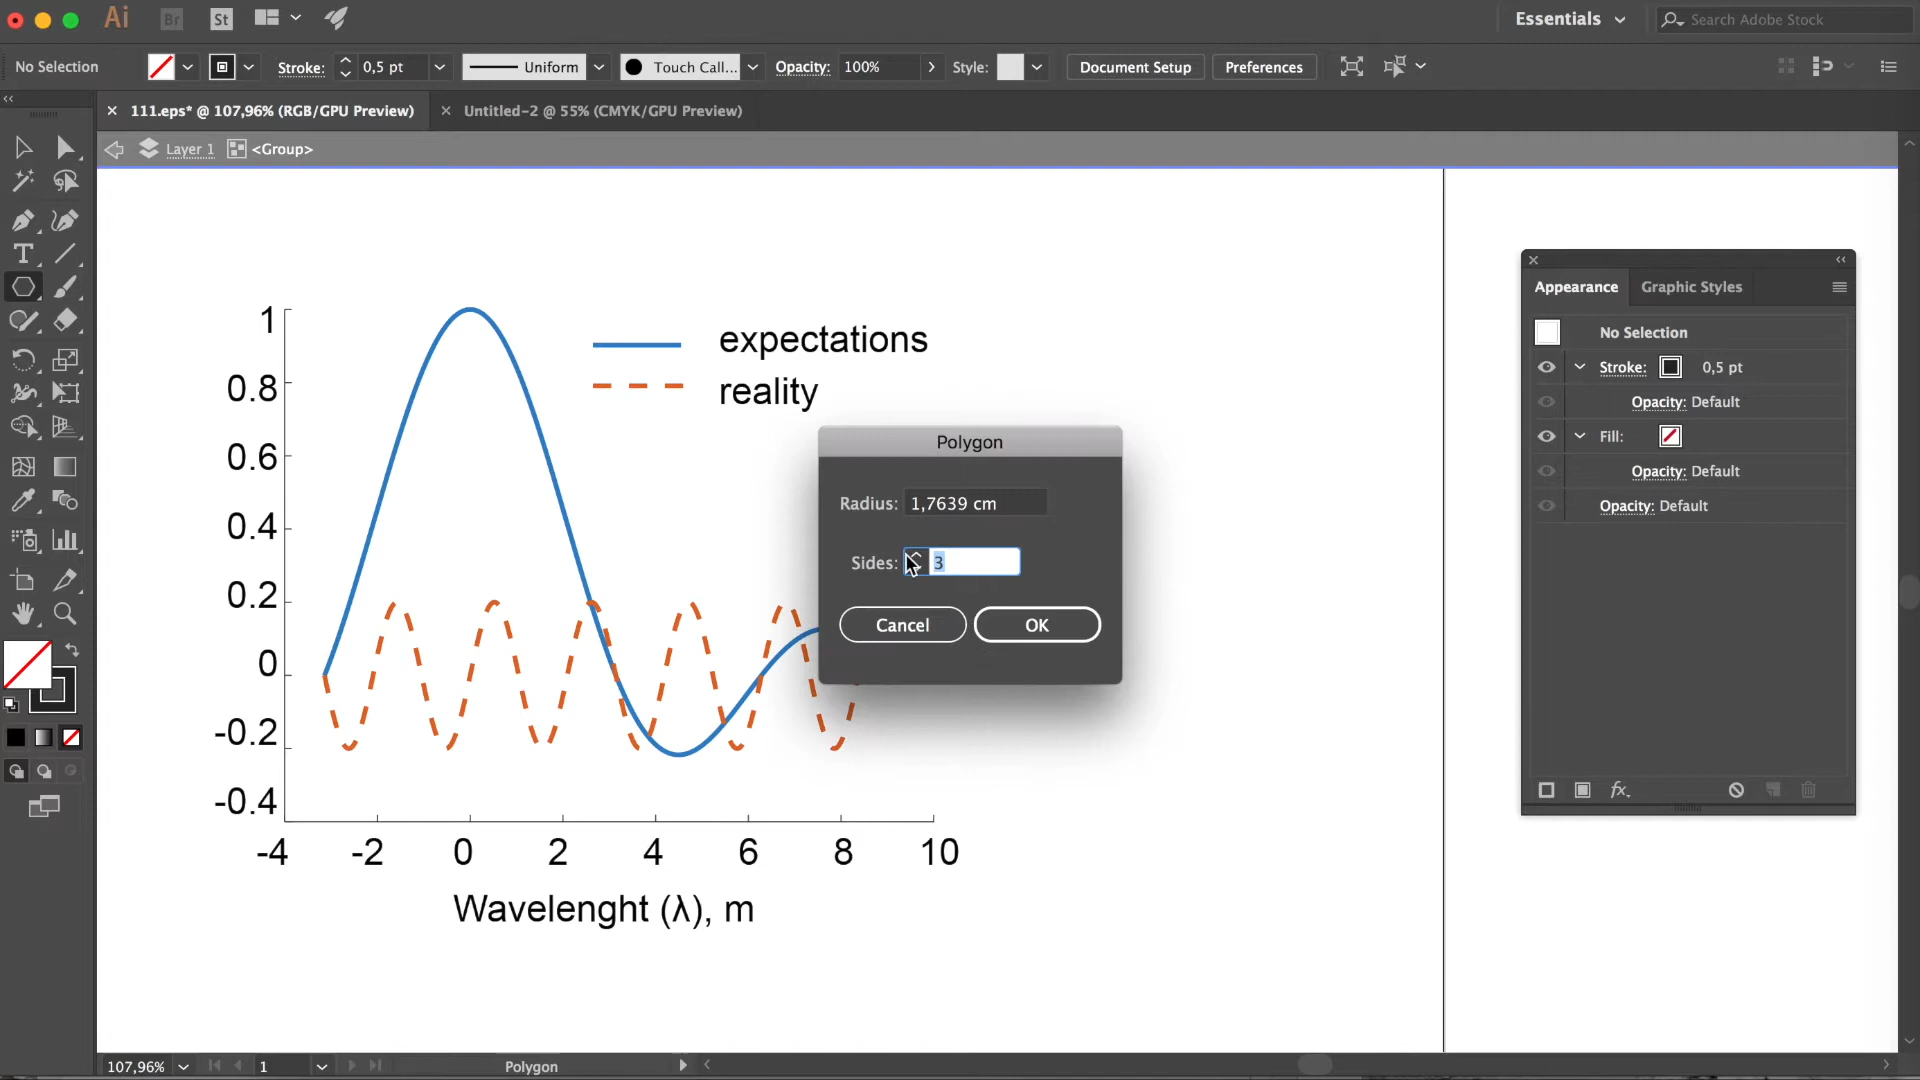 Ai Br St Essentials Search Adobe Stock
No Selection Stroke: 0,5 pt Uniform Touch Call... Opacity: 100% Style: Document Setup Preferences
111.eps* @ 107,96% (RGB/GPU Preview) Untitled-2 @ 55% (CMYK/GPU Preview)
Layer 1 <Group>
1
0.8
0.6
0.4
0.2
0
-0.2
-0.4
-4 -2 0 2 4 6 8 10
Wavelenght (λ), m
expectations
reality
Polygon
Radius: 1,7639 cm
Sides: 3
Cancel OK
Appearance Graphic Styles
No Selection
Stroke: 0,5 pt
Opacity: Default
Fill:
Opacity: Default
Opacity: Default
fx
107,96% 1 Polygon